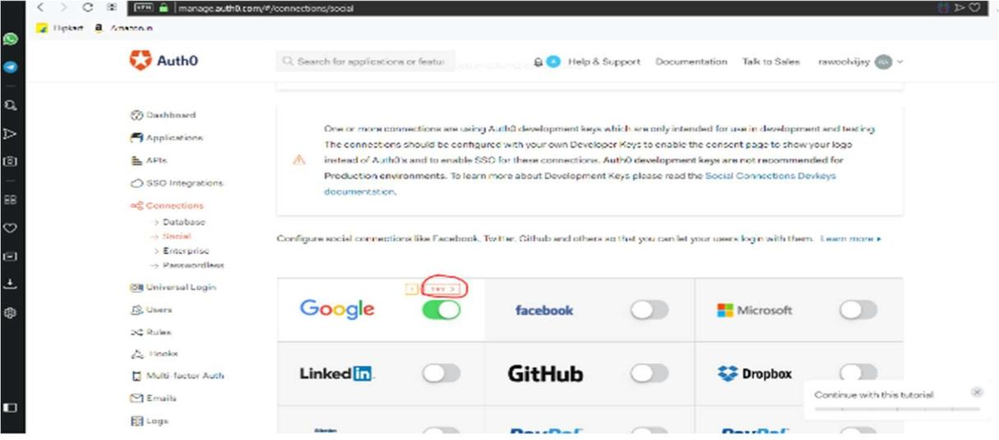 VPN manage.auth0.com/#/connections/social
Flipkart Amazon.in
Auth0
Search for applications or featur
Help & Support Documentation Talk to Sales rawoolvijay
Dashboard
Applications
APIs
SSO Integrations
Connections
> Database
-> Social
> Enterprise
-> Passwordless
Universal Login
Users
Rules
Hooks
Multi-factor Auth
Emails
Logs
One or more connections are using Auth0 development keys which are only intended for use in development and testing.
The connections should be configured with your own Developer Keys to enable the consent page to show your logo
instead of Auth0's and to enable SSO for these connections. Auth0 development keys are not recommended for
Production environments. To learn more about Development Keys please read the Social Connections Devkeys
documentation.
Configure social connections like Facebook, Twitter, Github and others so that you can let your users login with them. Learn more ▸
TRY >
Google facebook Microsoft
Linked in GitHub Dropbox
Continue with this tutorial
PayPal PayPal